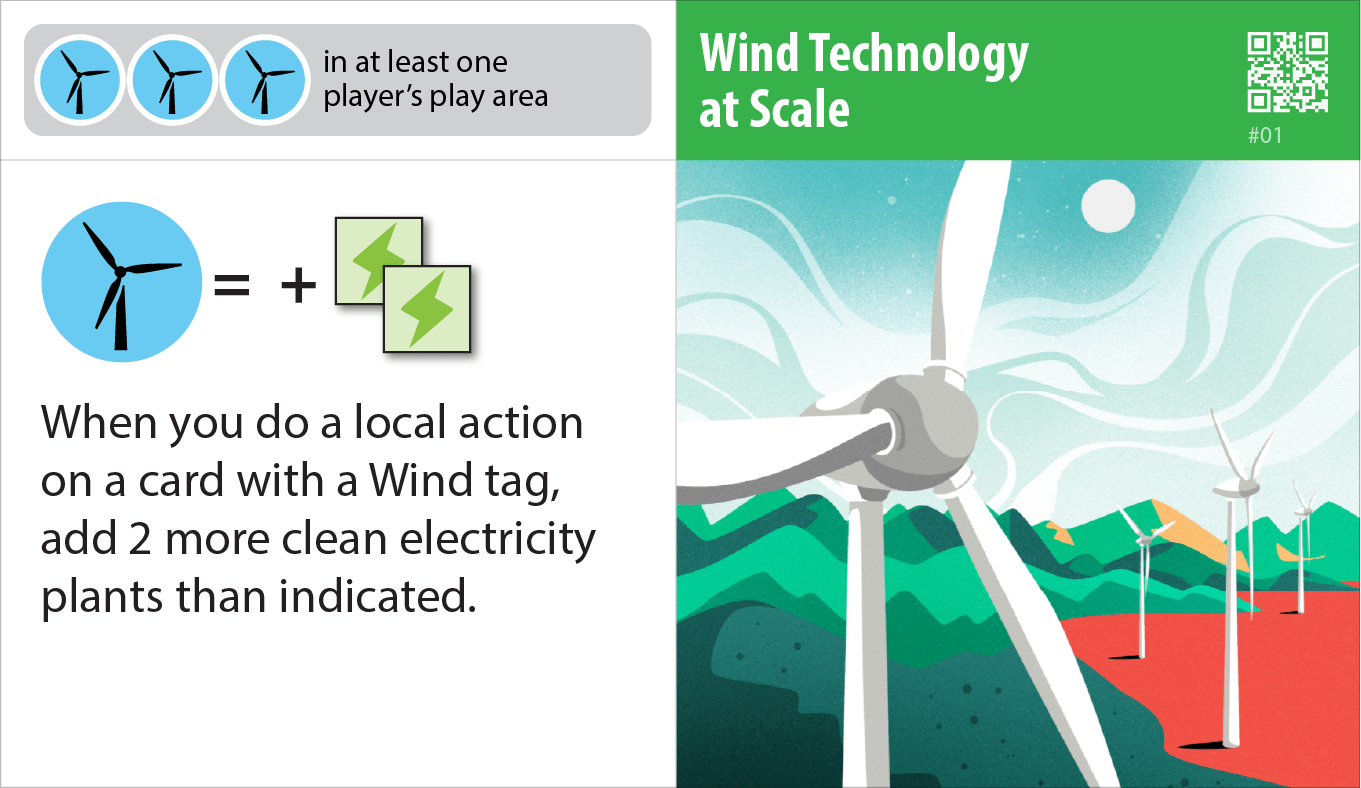 in at least one
player’s play area
Wind Technology
at Scale
#01
= +
When you do a local action
on a card with a Wind tag,
add 2 more clean electricity
plants than indicated.